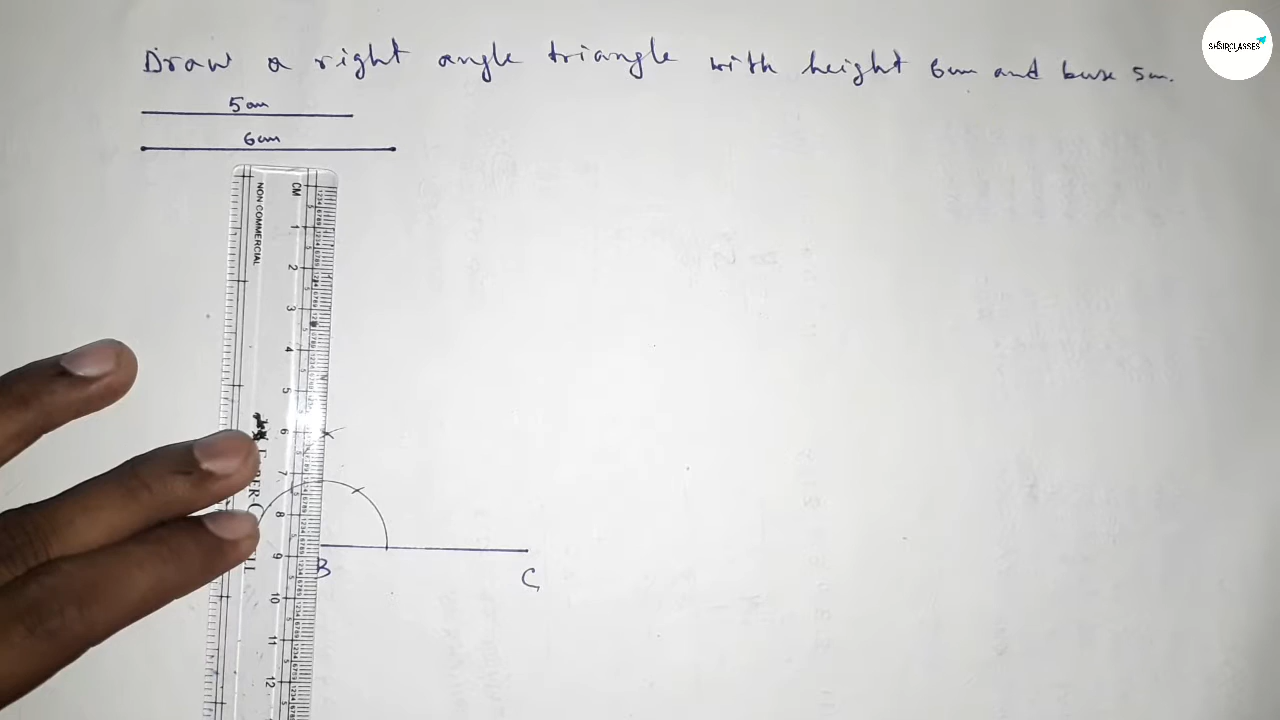 Draw a right angle triangle with height 6cm and base 5cm.
SHSIRCLASSES
5cm
6cm
NON COMMERCIAL
CM
1
2
3
4
5
6
7
8
9
10
11
12
B
C